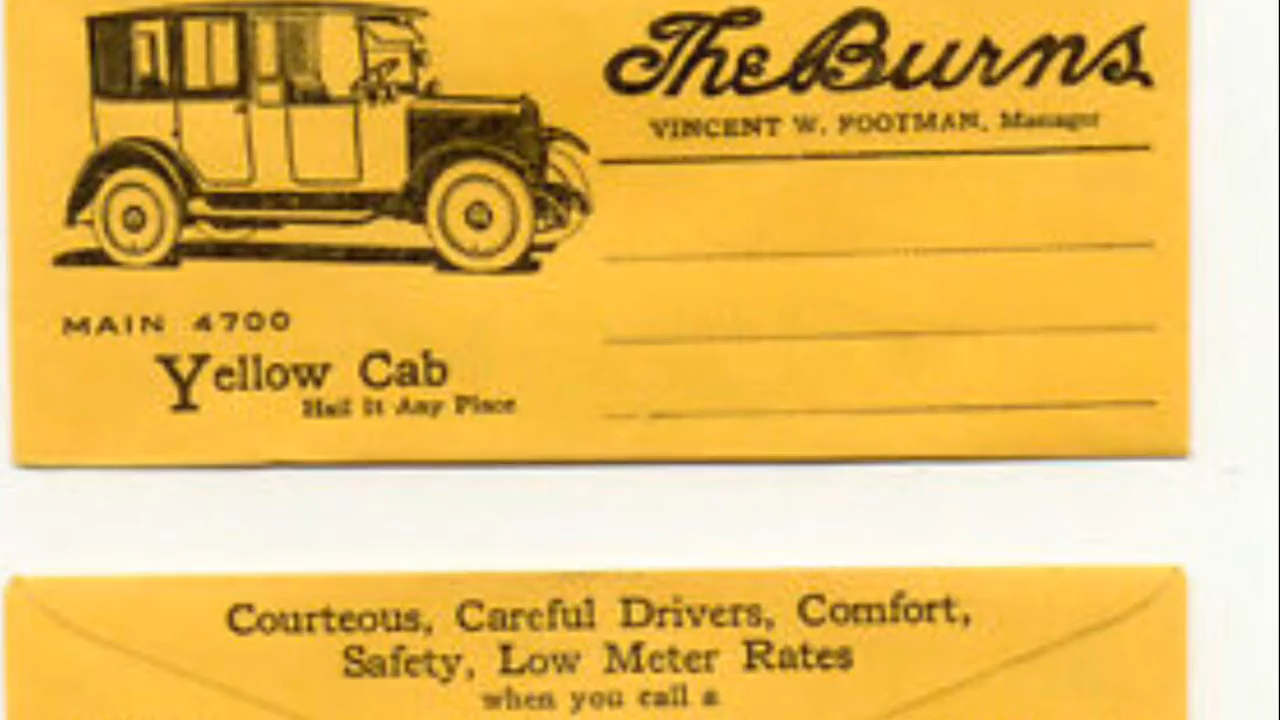 The Burns
VINCENT W. FOOTMAN, Manager
MAIN 4700
Yellow Cab
Hail It Any Place
Courteous, Careful Drivers, Comfort,
Safety, Low Meter Rates
when you call a